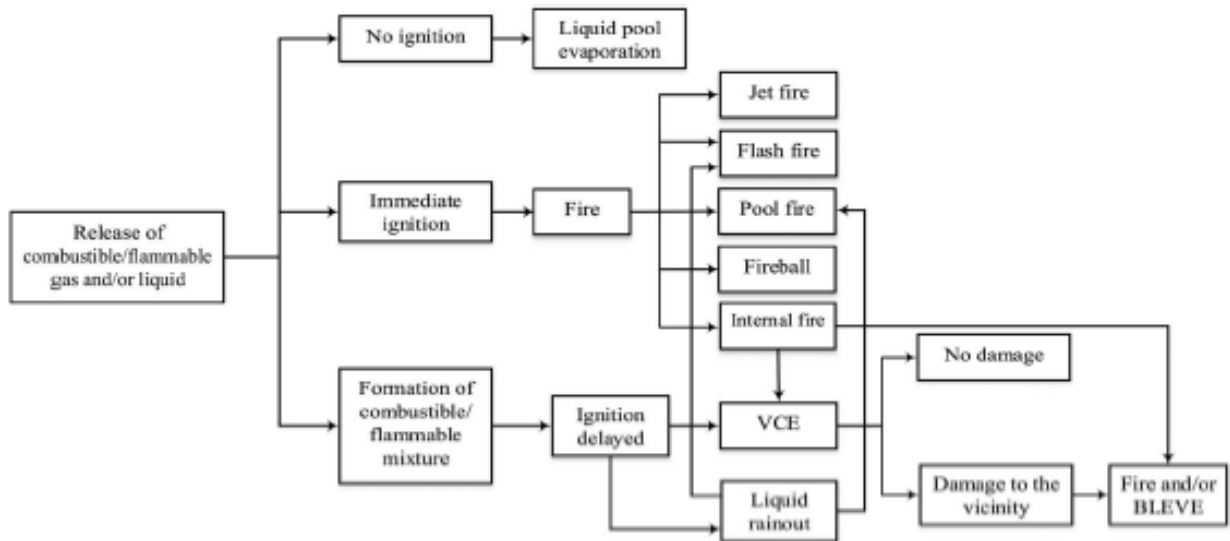 No ignition
Liquid pool
evaporation
Jet fire
Flash fire
Immediate
ignition
Fire
Pool fire
Release of
combustible/flammable
gas and/or liquid
Fireball
Internal fire
No damage
Formation of
combustible/
flammable
mixture
Ignition
delayed
VCE
Liquid
rainout
Damage to the
vicinity
Fire and/or
BLEVE